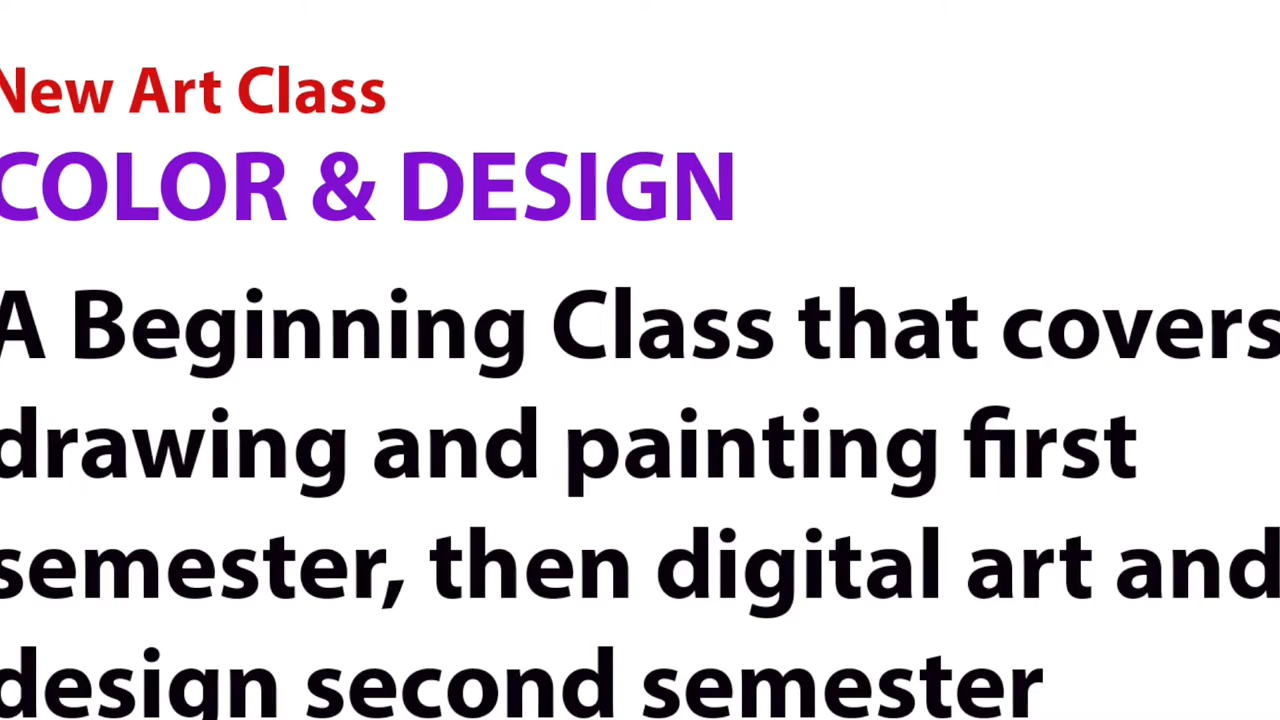 New Art Class
COLOR & DESIGN
A Beginning Class that covers
drawing and painting first
semester, then digital art and
design second semester